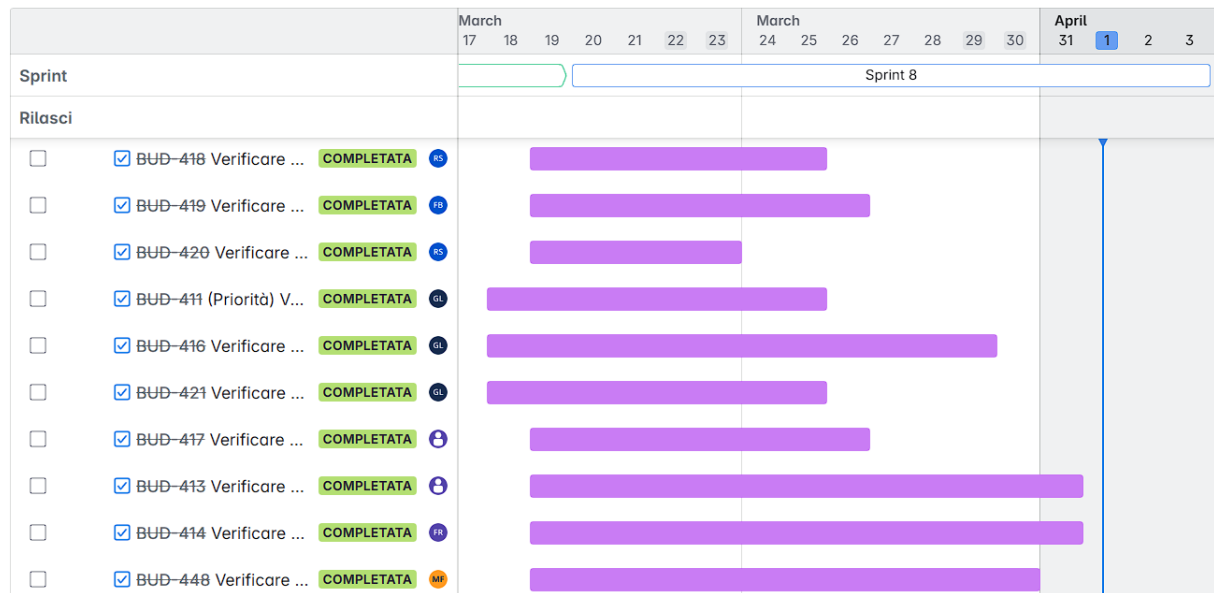 March March April
17 18 19 20 21 22 23 24 25 26 27 28 29 30 31 1 2 3
Sprint Sprint 8
Rilasci
BUD-418 Verificare ... COMPLETATA RS
BUD-419 Verificare ... COMPLETATA FB
BUD-420 Verificare ... COMPLETATA RS
BUD-411 (Priorità) V... COMPLETATA GL
BUD-416 Verificare ... COMPLETATA GL
BUD-421 Verificare ... COMPLETATA GL
BUD-417 Verificare ... COMPLETATA
BUD-413 Verificare ... COMPLETATA
BUD-414 Verificare ... COMPLETATA FR
BUD-448 Verificare ... COMPLETATA MF